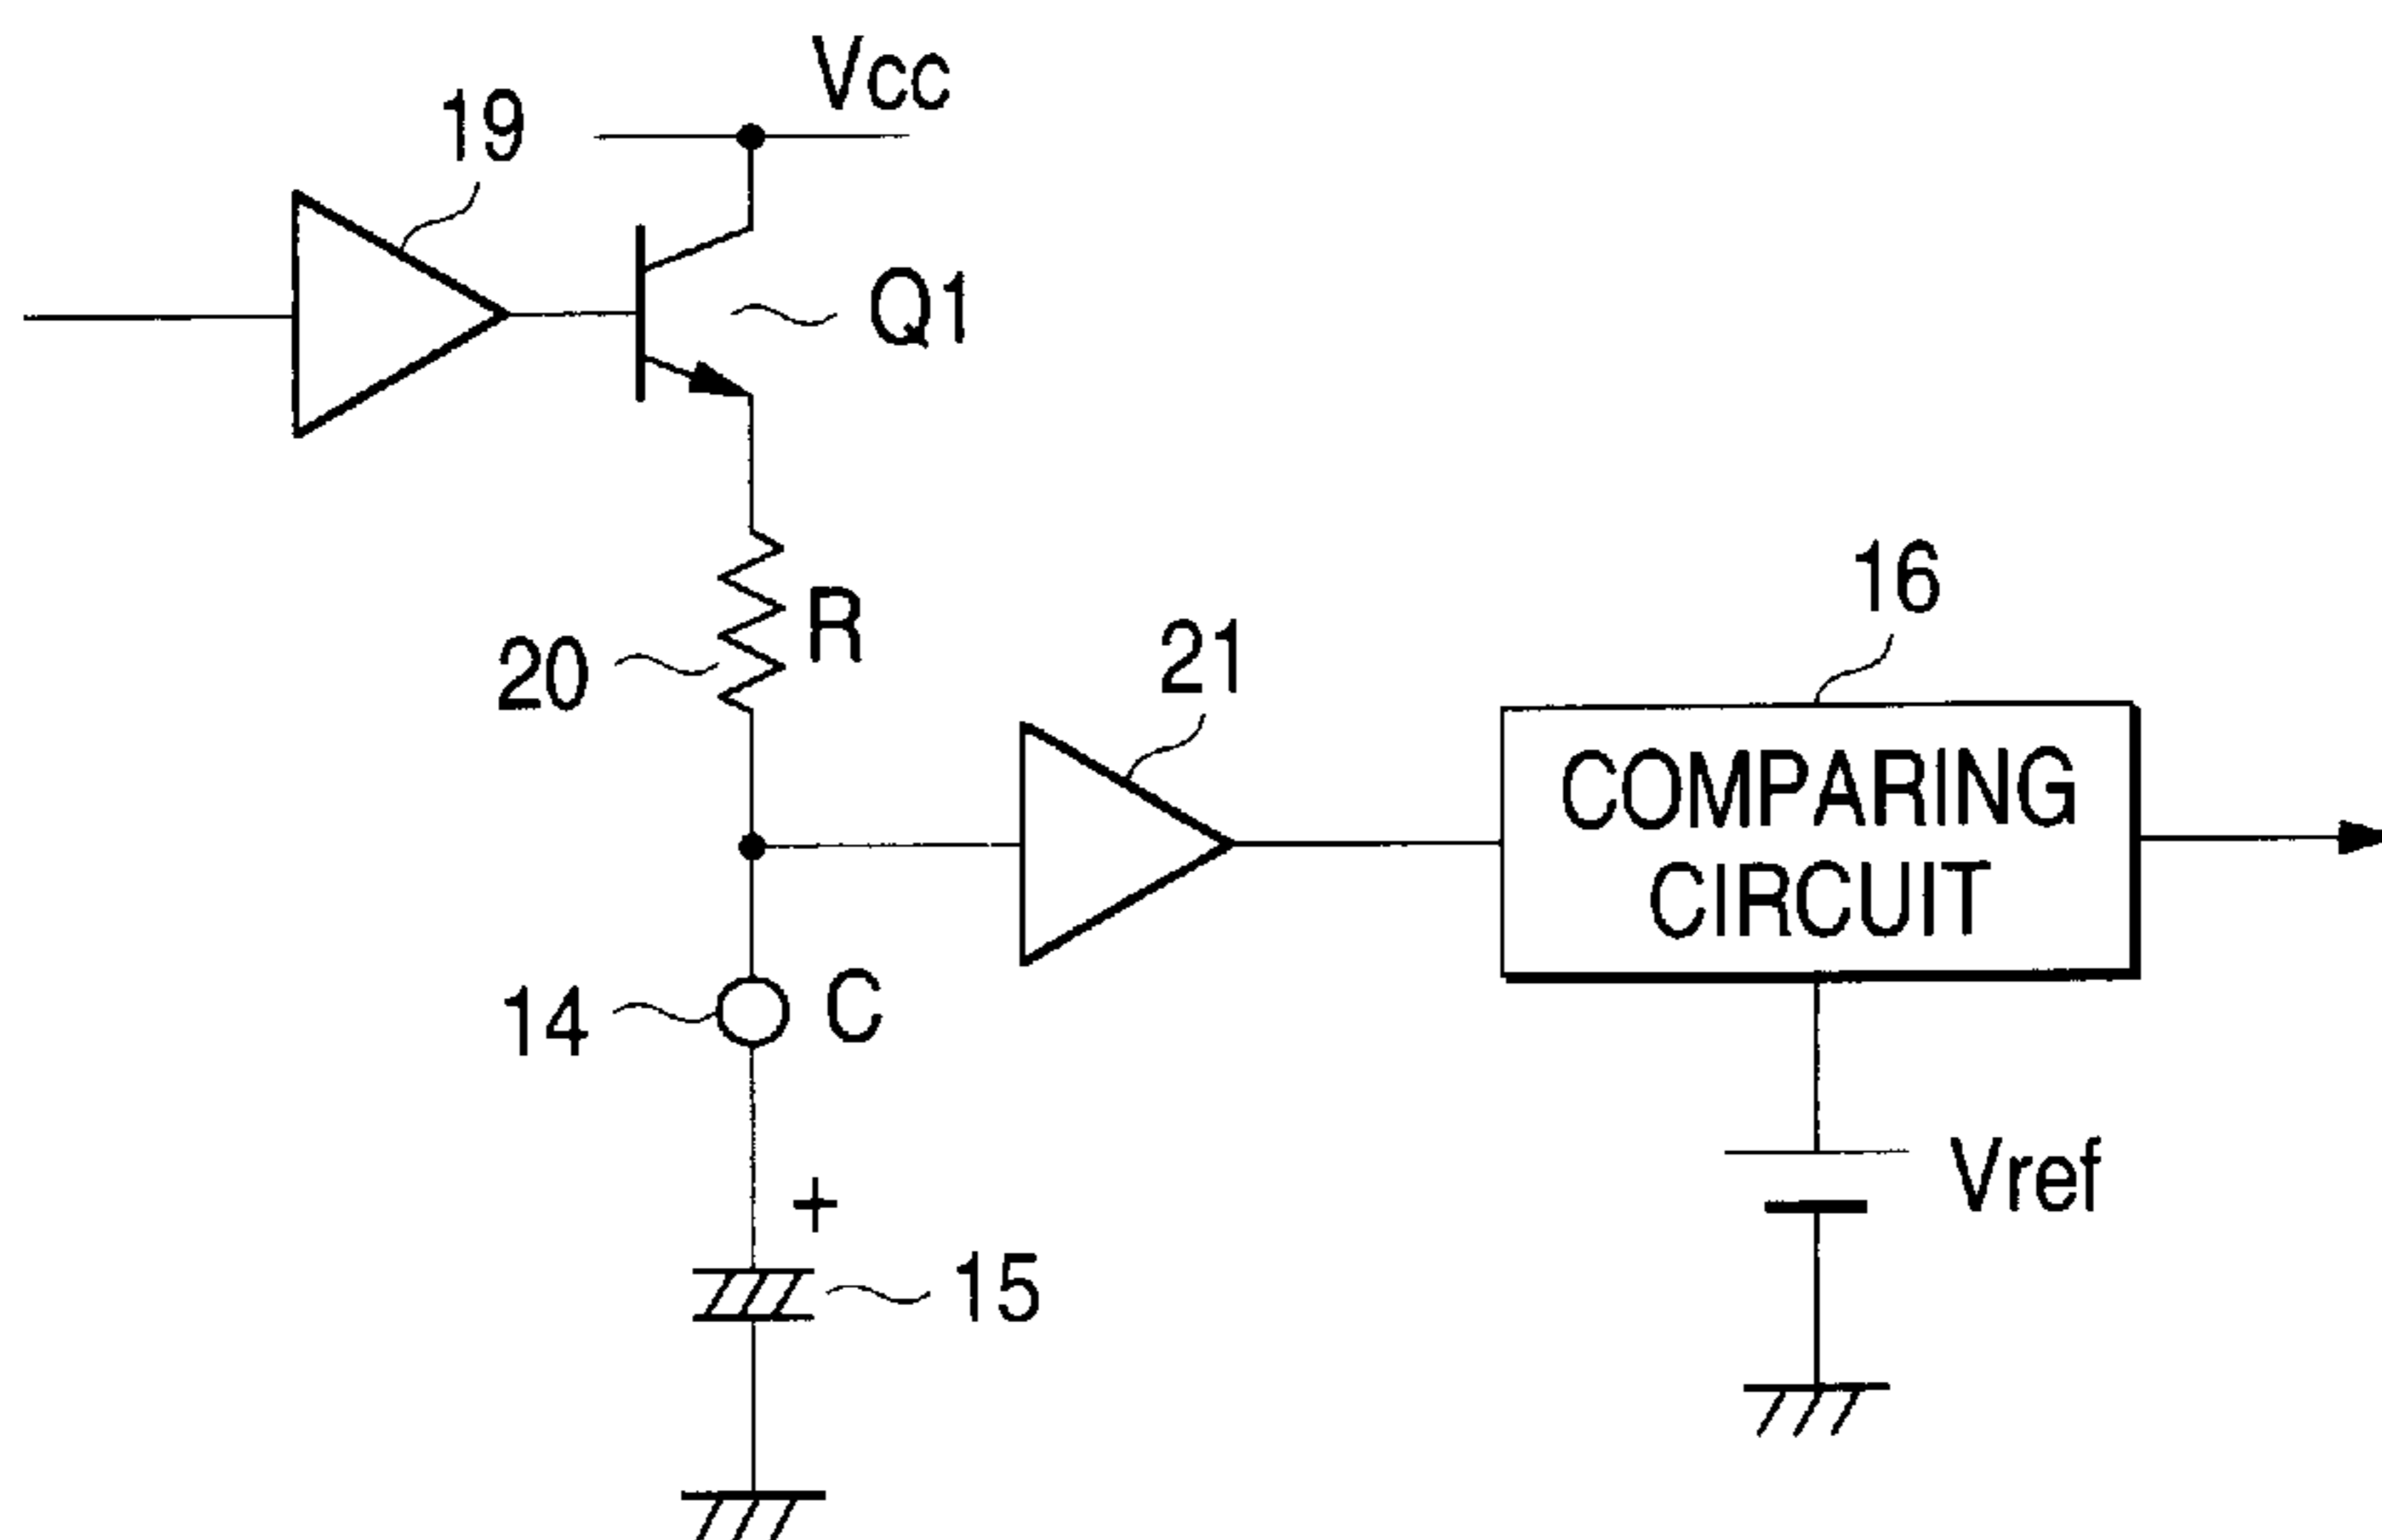 Vcc
19
Q1
R
20
16
21
COMPARING
CIRCUIT
14
C
Vref
+
15